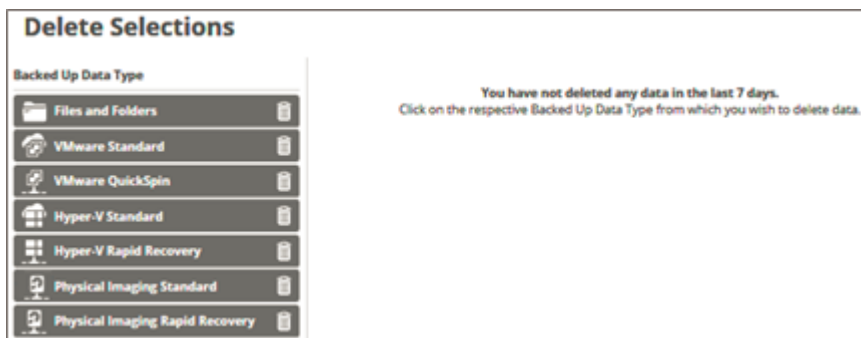 Delete Selections
Backed Up Data Type
Files and Folders
VMware Standard
VMware QuickSpin
Hyper-V Standard
Hyper-V Rapid Recovery
Physical Imaging Standard
Physical Imaging Rapid Recovery
You have not deleted any data in the last 7 days.
Click on the respective Backed Up Data Type from which you wish to delete data.